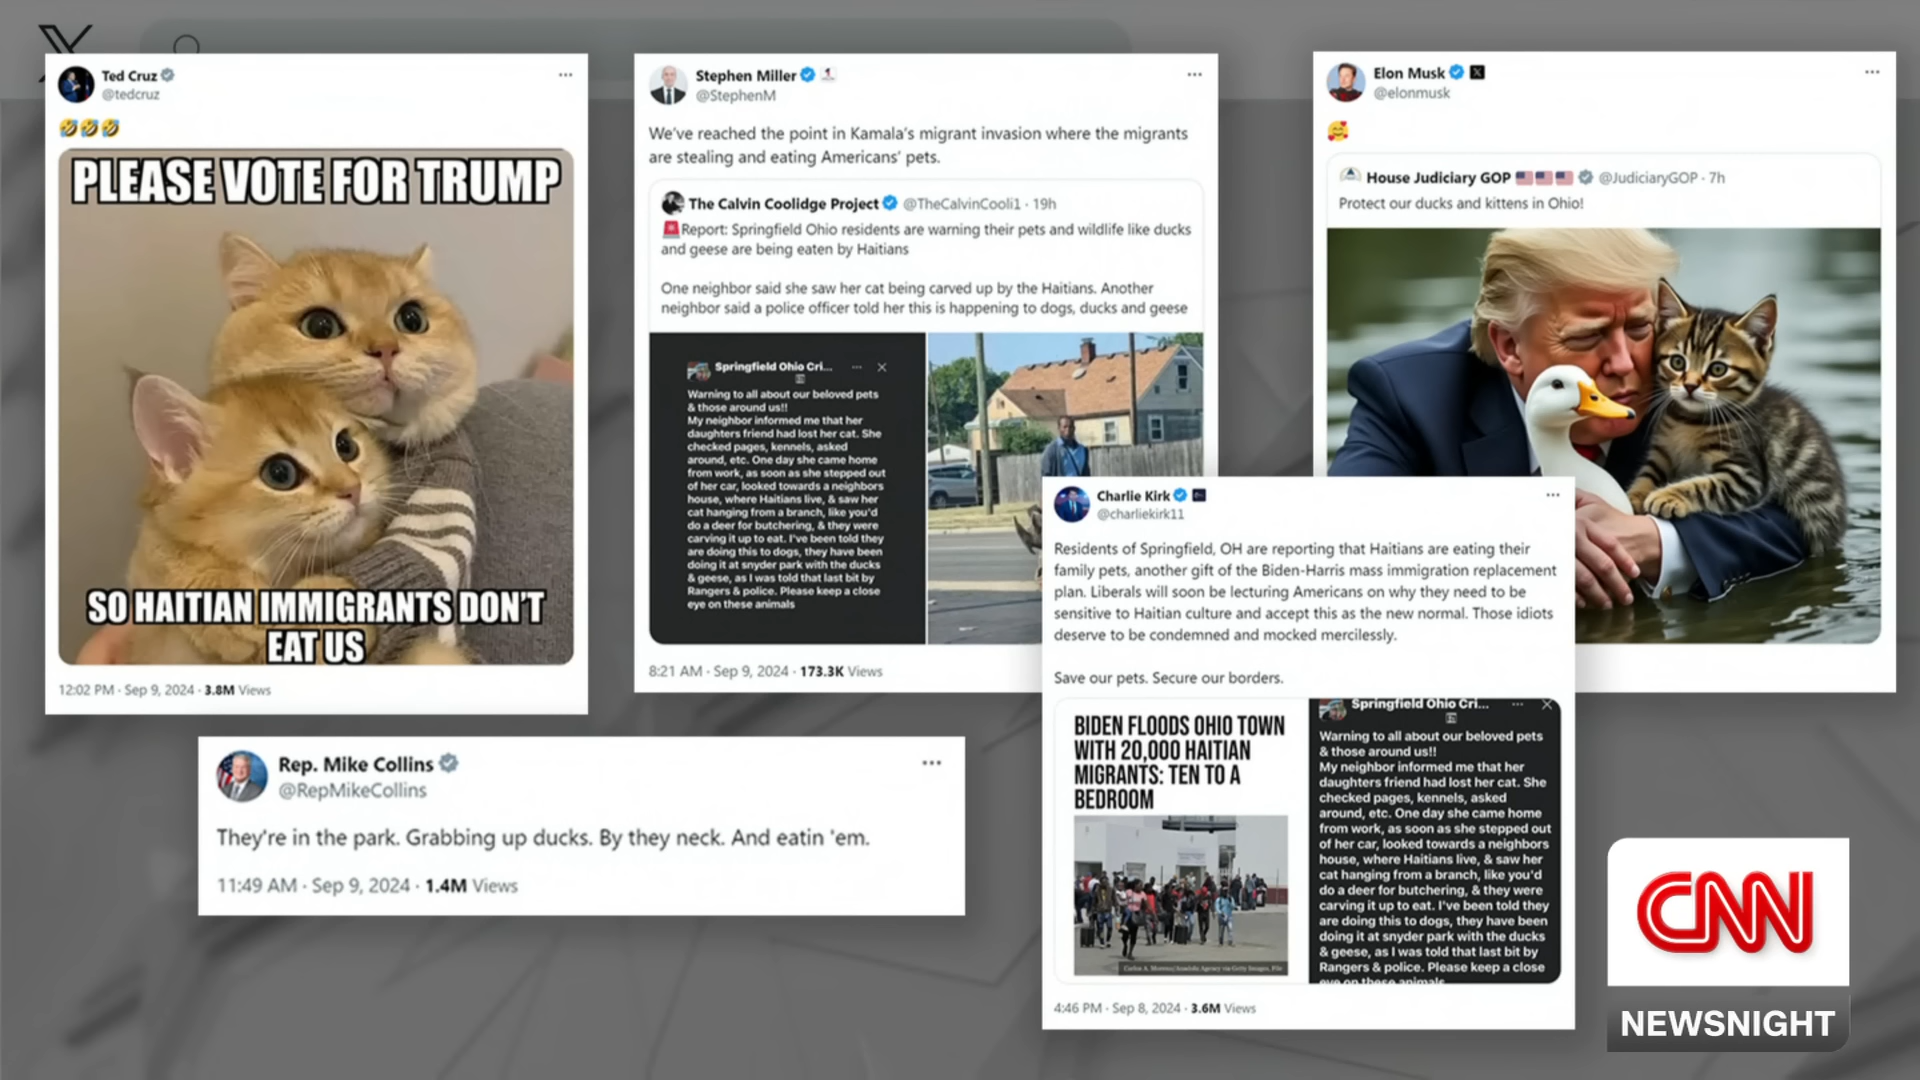 Ted Cruz
@tedcruz
PLEASE VOTE FOR TRUMP
SO HAITIAN IMMIGRANTS DON'T
EAT US
12:02 PM · Sep 9, 2024 · 3.8M Views
Stephen Miller
@StephenM
We've reached the point in Kamala's migrant invasion where the migrants
are stealing and eating Americans' pets.
The Calvin Coolidge Project @TheCalvinCooli1 · 19h
Report: Springfield Ohio residents are warning their pets and wildlife like ducks
and geese are being eaten by Haitians
One neighbor said she saw her cat being carved up by the Haitians. Another
neighbor said a police officer told her this is happening to dogs, ducks and geese
Springfield Ohio Cri...
Warning to all about our beloved pets
& those around us!!
My neighbor informed me that her
daughters friend had lost her cat. She
checked pages, kennels, asked
around, etc. One day she came home
from work, as soon as she stepped out
of her car, looked towards a neighbors
house, where Haitians live, & saw her
cat hanging from a branch, like you'd
do a deer for butchering, & they were
carving it up to eat. I've been told they
are doing this to dogs, they have been
doing it at snyder park with the ducks
& geese, as I was told that last bit by
Rangers & police. Please keep a close
eye on these animals
8:21 AM · Sep 9, 2024 · 173.3K Views
Elon Musk
@elonmusk
House Judiciary GOP @JudiciaryGOP · 7h
Protect our ducks and kittens in Ohio!
Rep. Mike Collins
@RepMikeCollins
They're in the park. Grabbing up ducks. By they neck. And eatin 'em.
11:49 AM · Sep 9, 2024 · 1.4M Views
Charlie Kirk
@charliekirk11
Residents of Springfield, OH are reporting that Haitians are eating their
family pets, another gift of the Biden-Harris mass immigration replacement
plan. Liberals will soon be lecturing Americans on why they need to be
sensitive to Haitian culture and accept this as the new normal. Those idiots
deserve to be condemned and mocked mercilessly.
Save our pets. Secure our borders.
BIDEN FLOODS OHIO TOWN
WITH 20,000 HAITIAN
MIGRANTS: TEN TO A
BEDROOM
Carlos A. Moreno/Anadolu Agency via Getty Images, File
Springfield Ohio Cri...
Warning to all about our beloved pets
& those around us!!
My neighbor informed me that her
daughters friend had lost her cat. She
checked pages, kennels, asked
around, etc. One day she came home
from work, as soon as she stepped out
of her car, looked towards a neighbors
house, where Haitians live, & saw her
cat hanging from a branch, like you'd
do a deer for butchering, & they were
carving it up to eat. I've been told they
are doing this to dogs, they have been
doing it at snyder park with the ducks
& geese, as I was told that last bit by
Rangers & police. Please keep a close
eye on these animals
4:46 PM · Sep 8, 2024 · 3.6M Views
CNN
NEWSNIGHT